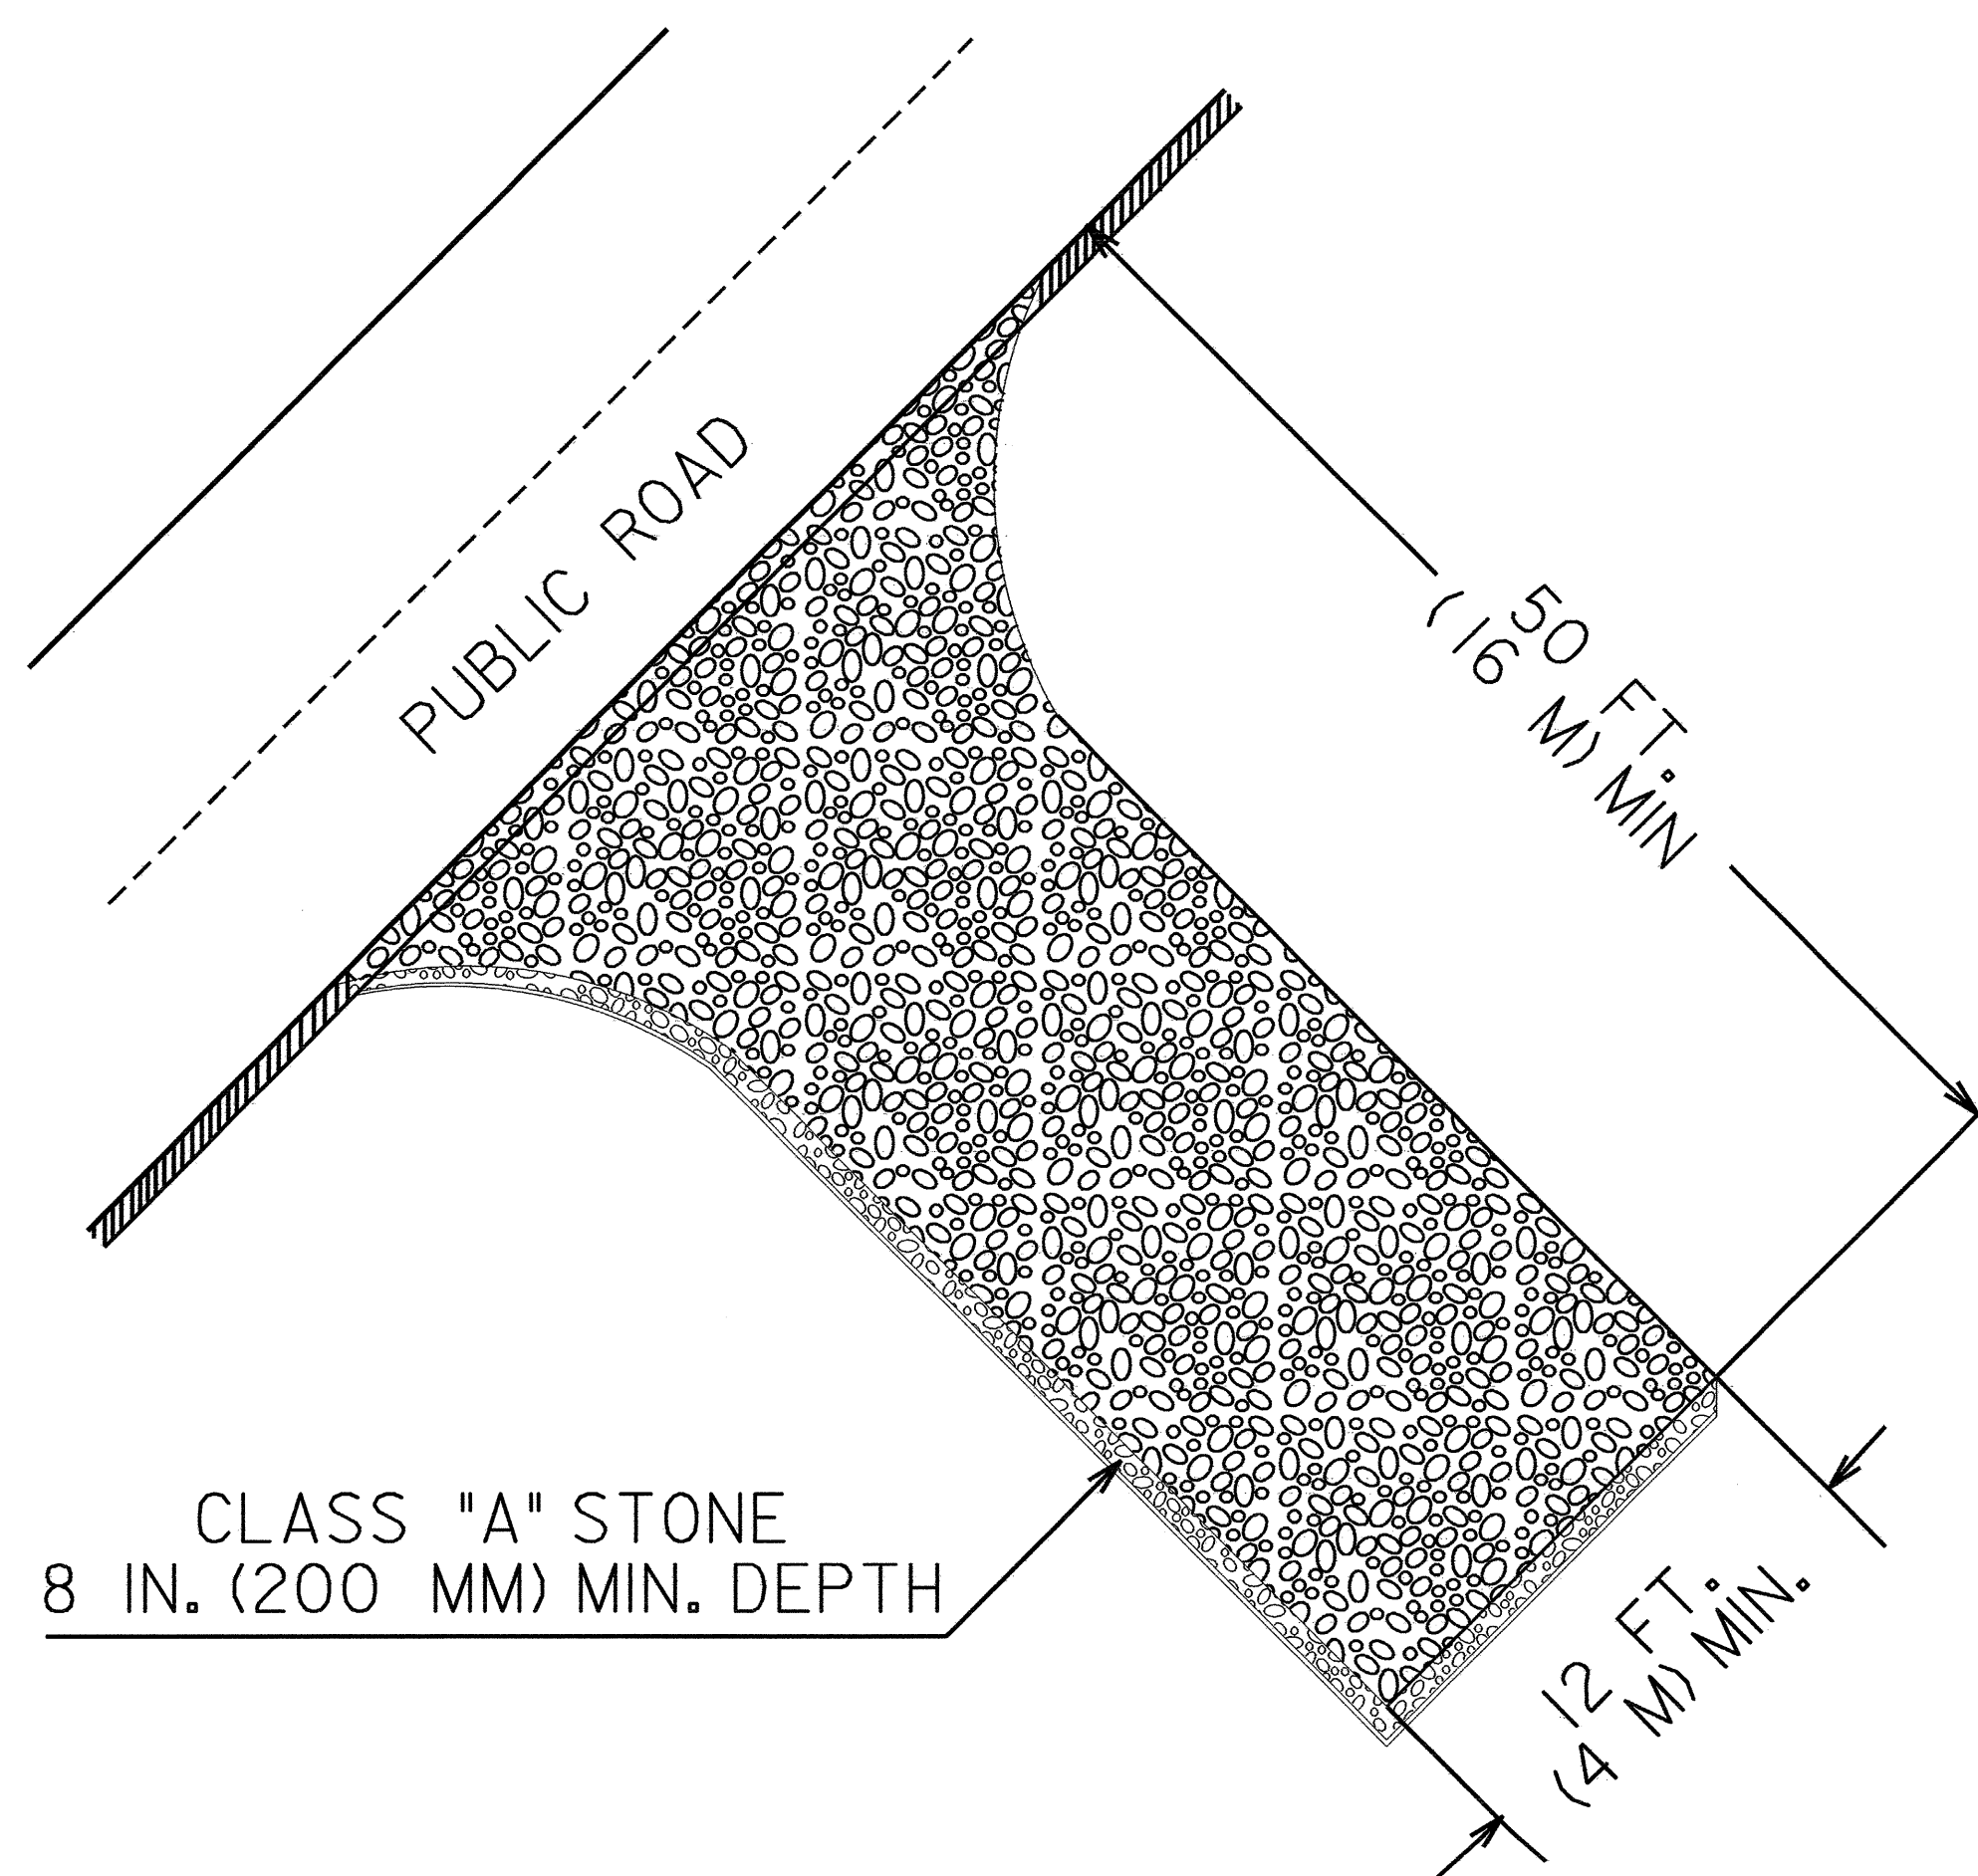 PUBLIC ROAD
50 FT.
(16 M) MIN
CLASS "A" STONE
8 IN. (200 MM) MIN. DEPTH
12 FT.
(4 M) MIN.